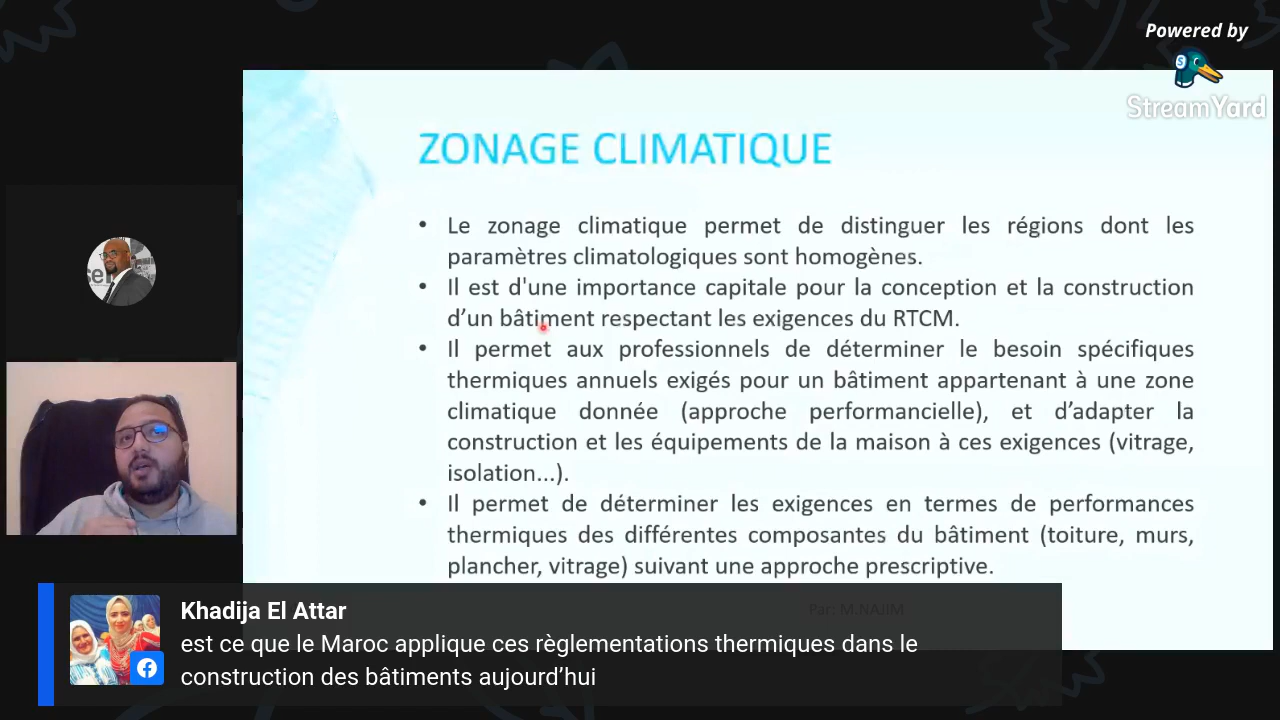 Powered by
StreamYard
ZONAGE CLIMATIQUE
• Le zonage climatique permet de distinguer les régions dont les
paramètres climatologiques sont homogènes.
• Il est d'une importance capitale pour la conception et la construction
d’un bâtiment respectant les exigences du RTCM.
• Il permet aux professionnels de déterminer le besoin spécifiques
thermiques annuels exigés pour un bâtiment appartenant à une zone
climatique donnée (approche performancielle), et d’adapter la
construction et les équipements de la maison à ces exigences (vitrage,
isolation...).
• Il permet de déterminer les exigences en termes de performances
thermiques des différentes composantes du bâtiment (toiture, murs,
plancher, vitrage) suivant une approche prescriptive.
Par: M.NAJIM
Khadija El Attar
est ce que le Maroc applique ces règlementations thermiques dans le
construction des bâtiments aujourd’hui